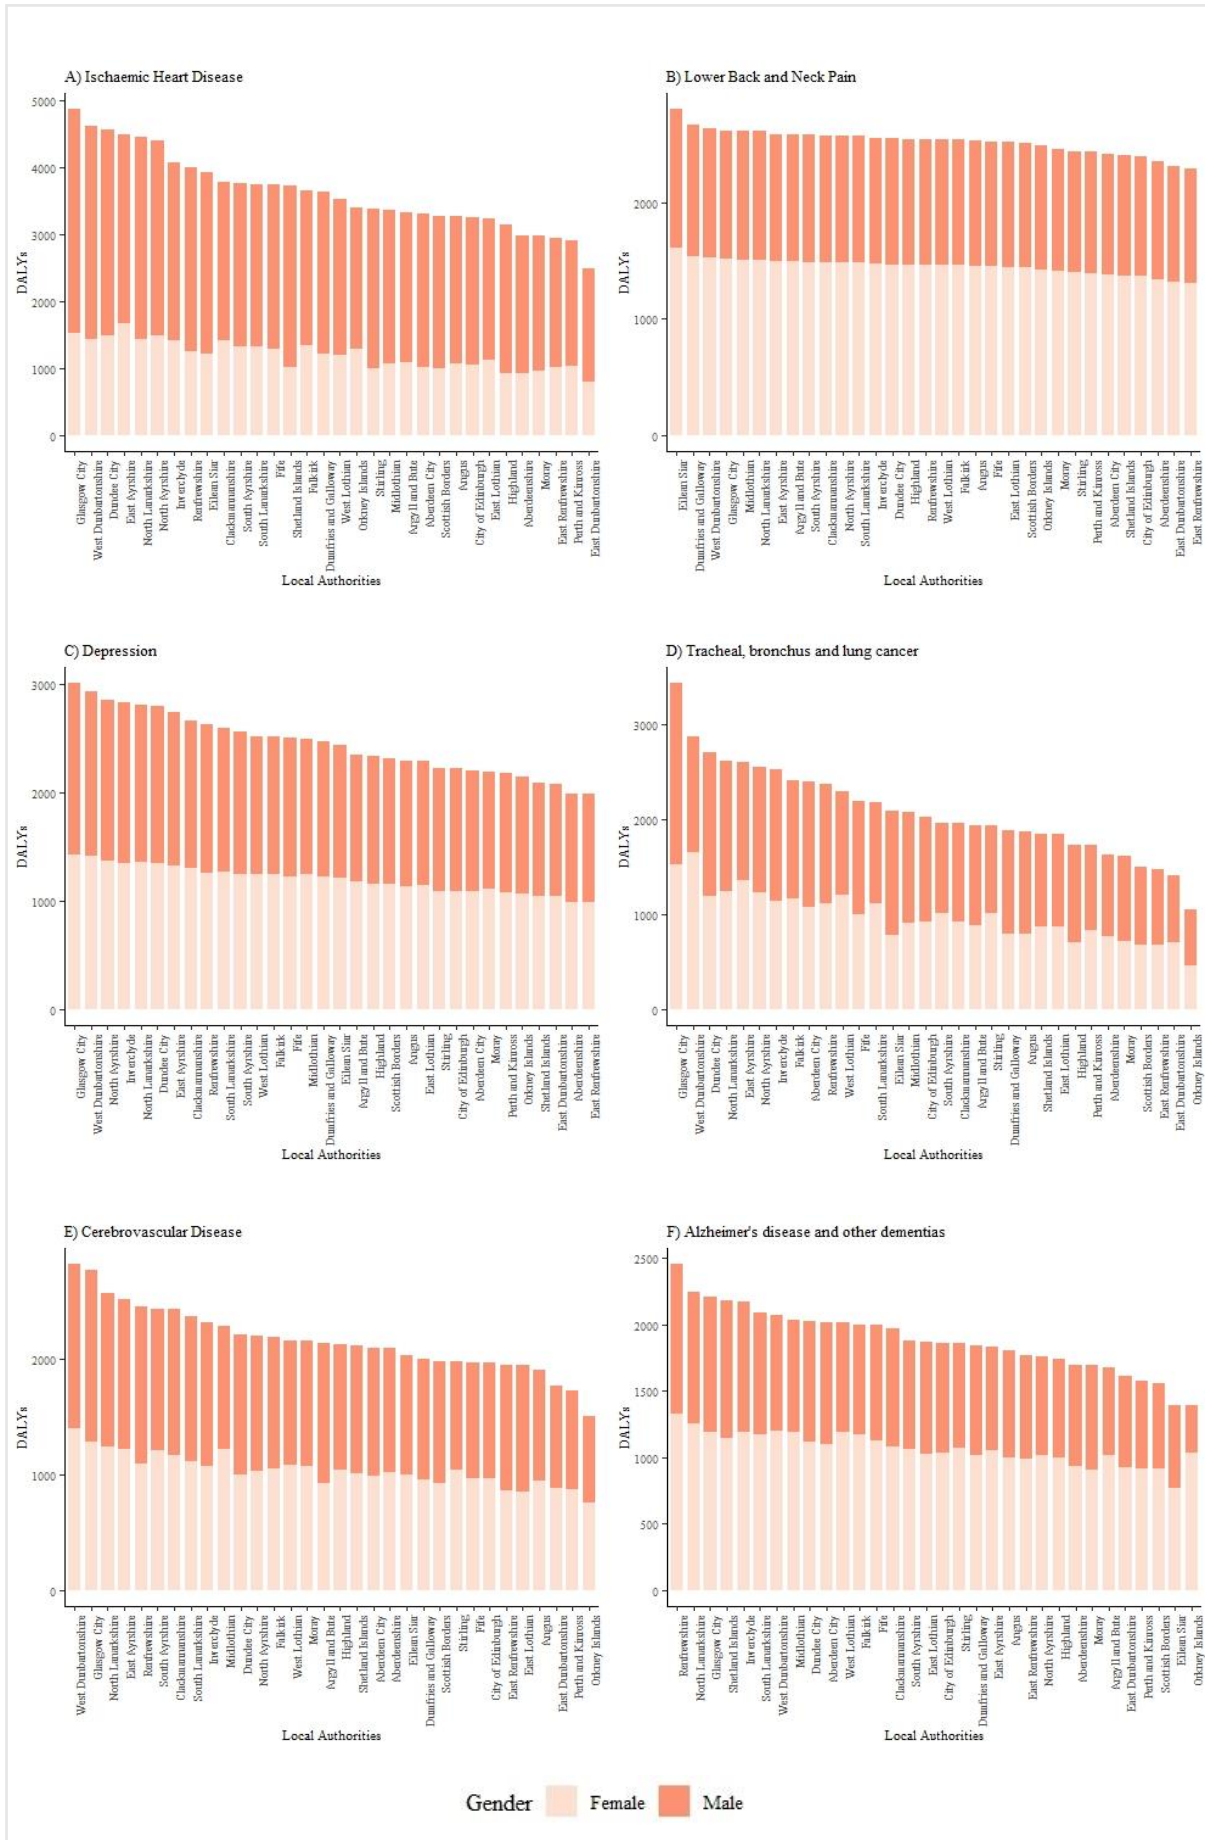 A) Ischaemic Heart Disease
5000
4000
3000
2000
1000
0
DALYs
Glasgow City
West Dunbartonshire
Dundee City
East Ayrshire
North Lanarkshire
North Ayrshire
Inverclyde
Renfrewshire
Eilean Siar
Clackmannanshire
South Ayrshire
South Lanarkshire
Fife
Shetland Islands
Falkirk
Dumfries and Galloway
West Lothian
Orkney Islands
Stirling
Midlothian
Argyll and Bute
Aberdeen City
Scottish Borders
Angus
City of Edinburgh
East Lothian
Highland
Aberdeenshire
Moray
East Renfrewshire
Perth and Kinross
East Dunbartonshire
Local Authorities
B) Lower Back and Neck Pain
2000
1000
0
DALYs
Eilean Siar
Dumfries and Galloway
West Dunbartonshire
Glasgow City
Midlothian
North Lanarkshire
East Ayrshire
Argyll and Bute
South Ayrshire
Clackmannanshire
North Ayrshire
South Lanarkshire
Inverclyde
Dundee City
Highland
Renfrewshire
West Lothian
Falkirk
Angus
Fife
East Lothian
Scottish Borders
Orkney Islands
Moray
Stirling
Perth and Kinross
Aberdeen City
Shetland Islands
City of Edinburgh
Aberdeenshire
East Dunbartonshire
East Renfrewshire
Local Authorities
C) Depression
3000
2000
1000
0
DALYs
Glasgow City
West Dunbartonshire
North Ayrshire
Inverclyde
North Lanarkshire
Dundee City
East Ayrshire
Clackmannanshire
Renfrewshire
South Lanarkshire
South Ayrshire
West Lothian
Falkirk
Fife
Midlothian
Dumfries and Galloway
Eilean Siar
Argyll and Bute
Highland
Scottish Borders
Angus
East Lothian
Stirling
City of Edinburgh
Aberdeen City
Moray
Perth and Kinross
Orkney Islands
Shetland Islands
East Dunbartonshire
Aberdeenshire
East Renfrewshire
Local Authorities
D) Tracheal, bronchus and lung cancer
3000
2000
1000
0
DALYs
Glasgow City
West Dunbartonshire
Dundee City
North Lanarkshire
East Ayrshire
North Ayrshire
Inverclyde
Falkirk
Aberdeen City
Renfrewshire
West Lothian
Fife
South Lanarkshire
Eilean Siar
Midlothian
City of Edinburgh
South Ayrshire
Clackmannanshire
Argyll and Bute
Stirling
Dumfries and Galloway
Angus
Shetland Islands
East Lothian
Highland
Perth and Kinross
Aberdeenshire
Moray
Scottish Borders
East Renfrewshire
East Dunbartonshire
Orkney Islands
Local Authorities
E) Cerebrovascular Disease
2000
1000
0
DALYs
West Dunbartonshire
Glasgow City
North Lanarkshire
East Ayrshire
Renfrewshire
South Ayrshire
Clackmannanshire
South Lanarkshire
Inverclyde
Midlothian
Dundee City
North Ayrshire
Falkirk
West Lothian
Moray
Argyll and Bute
Highland
Shetland Islands
Aberdeen City
Aberdeenshire
Eilean Siar
Dumfries and Galloway
Scottish Borders
Stirling
Fife
City of Edinburgh
East Renfrewshire
East Lothian
Angus
East Dunbartonshire
Perth and Kinross
Orkney Islands
Local Authorities
F) Alzheimer's disease and other dementias
2500
2000
1500
1000
500
0
DALYs
Renfrewshire
North Lanarkshire
Glasgow City
Shetland Islands
Inverclyde
South Lanarkshire
West Dunbartonshire
Midlothian
Dundee City
Aberdeen City
West Lothian
Falkirk
Fife
Clackmannanshire
South Ayrshire
East Lothian
City of Edinburgh
Stirling
Dumfries and Galloway
East Ayrshire
Angus
East Renfrewshire
North Ayrshire
Highland
Aberdeenshire
Moray
Argyll and Bute
East Dunbartonshire
Perth and Kinross
Scottish Borders
Eilean Siar
Orkney Islands
Local Authorities
Gender Female Male